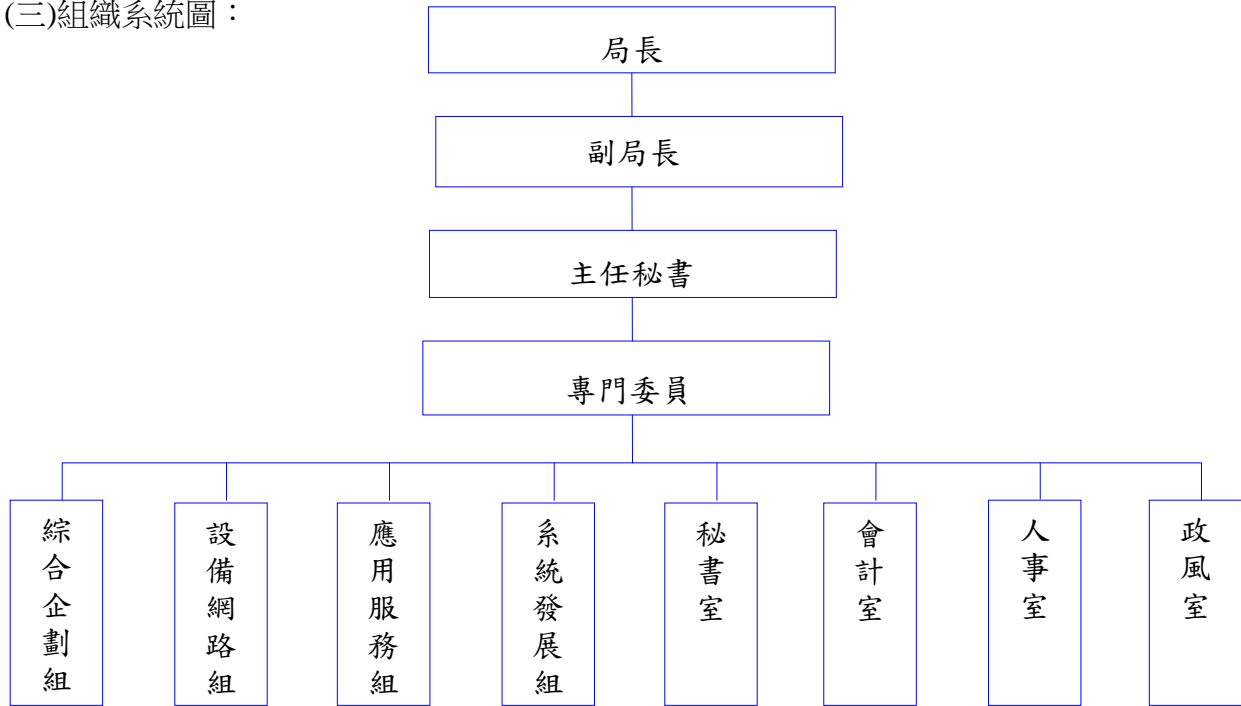 (三)組織系統圖：
局長
副局長
主任秘書
專門委員
綜合企劃組
設備網路組
應用服務組
系統發展組
秘書室
會計室
人事室
政風室